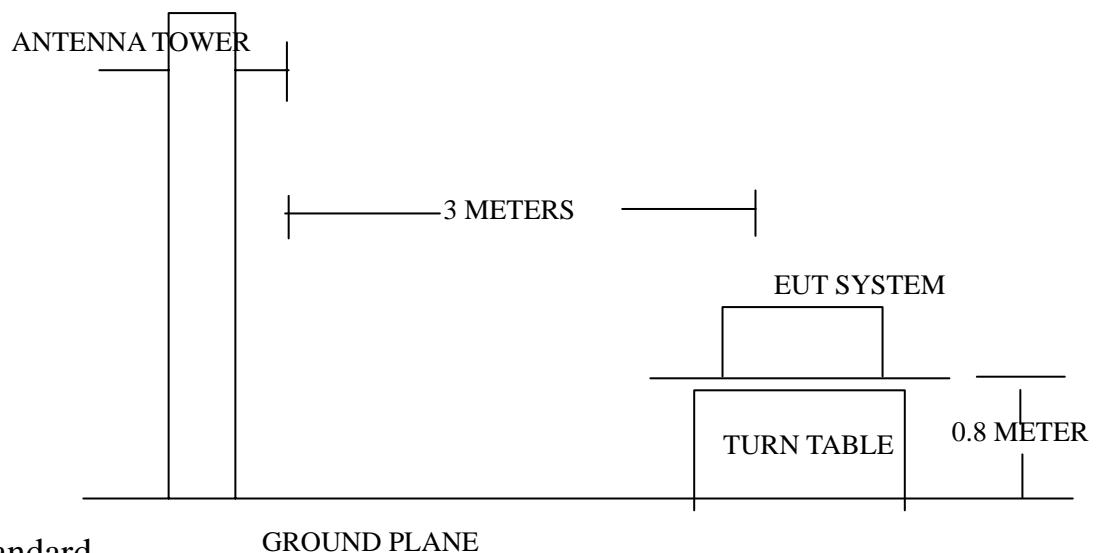 ANTENNA TOWER
3 METERS
EUT SYSTEM
0.8 METER
TURN TABLE
GROUND PLANE